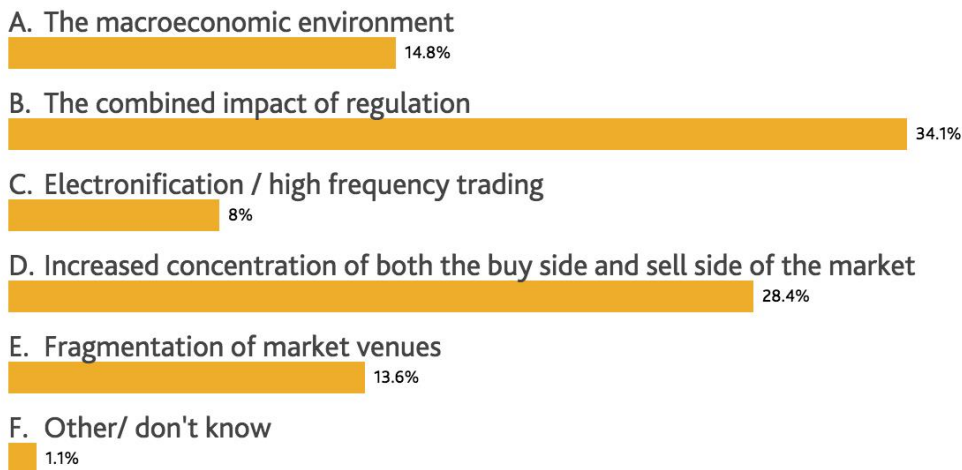 A. The macroeconomic environment
14.8%
B. The combined impact of regulation
34.1%
C. Electronification / high frequency trading
8%
D. Increased concentration of both the buy side and sell side of the market
28.4%
E. Fragmentation of market venues
13.6%
F. Other/ don't know
1.1%